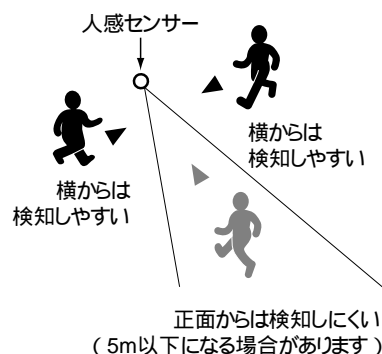 人感センサー
横からは
検知しやすい
横からは
検知しやすい
正面からは検知しにくい
(5m以下になる場合があります)